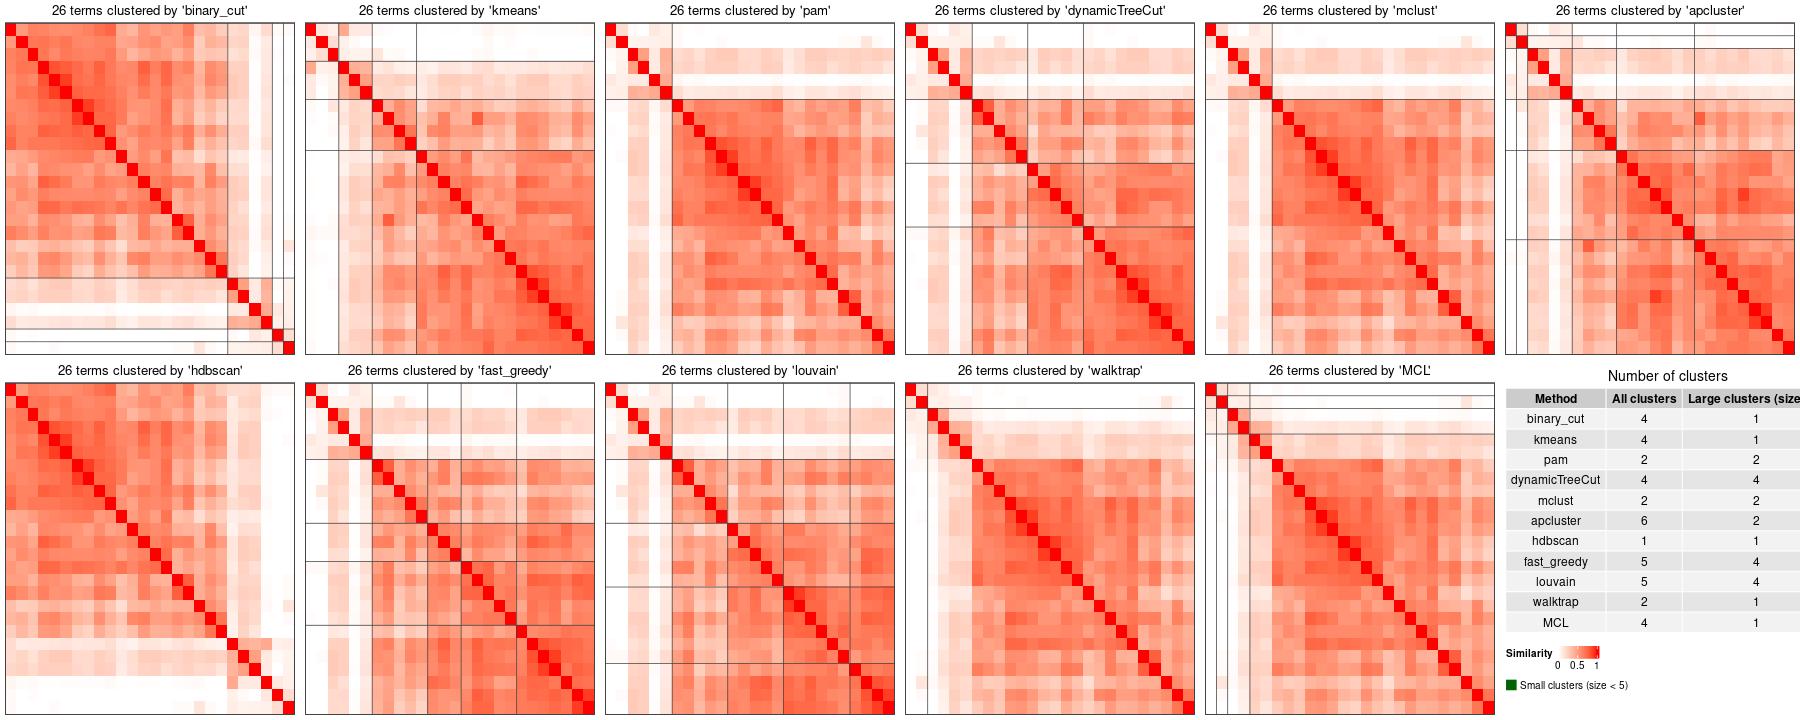 26 terms clustered by 'binary_cut'
26 terms clustered by 'kmeans'
26 terms clustered by 'pam'
26 terms clustered by 'dynamicTreeCut'
26 terms clustered by 'mclust'
26 terms clustered by 'apcluster'
26 terms clustered by 'hdbscan'
26 terms clustered by 'fast_greedy'
26 terms clustered by 'louvain'
26 terms clustered by 'walktrap'
26 terms clustered by 'MCL'
Number of clusters
Method All clusters Large clusters (size
binary_cut 4 1
kmeans 4 1
pam 2 2
dynamicTreeCut 4 4
mclust 2 2
apcluster 6 2
hdbscan 1 1
fast_greedy 5 4
louvain 5 4
walktrap 2 1
MCL 4 1
Similarity
0 0.5 1
Small clusters (size < 5)